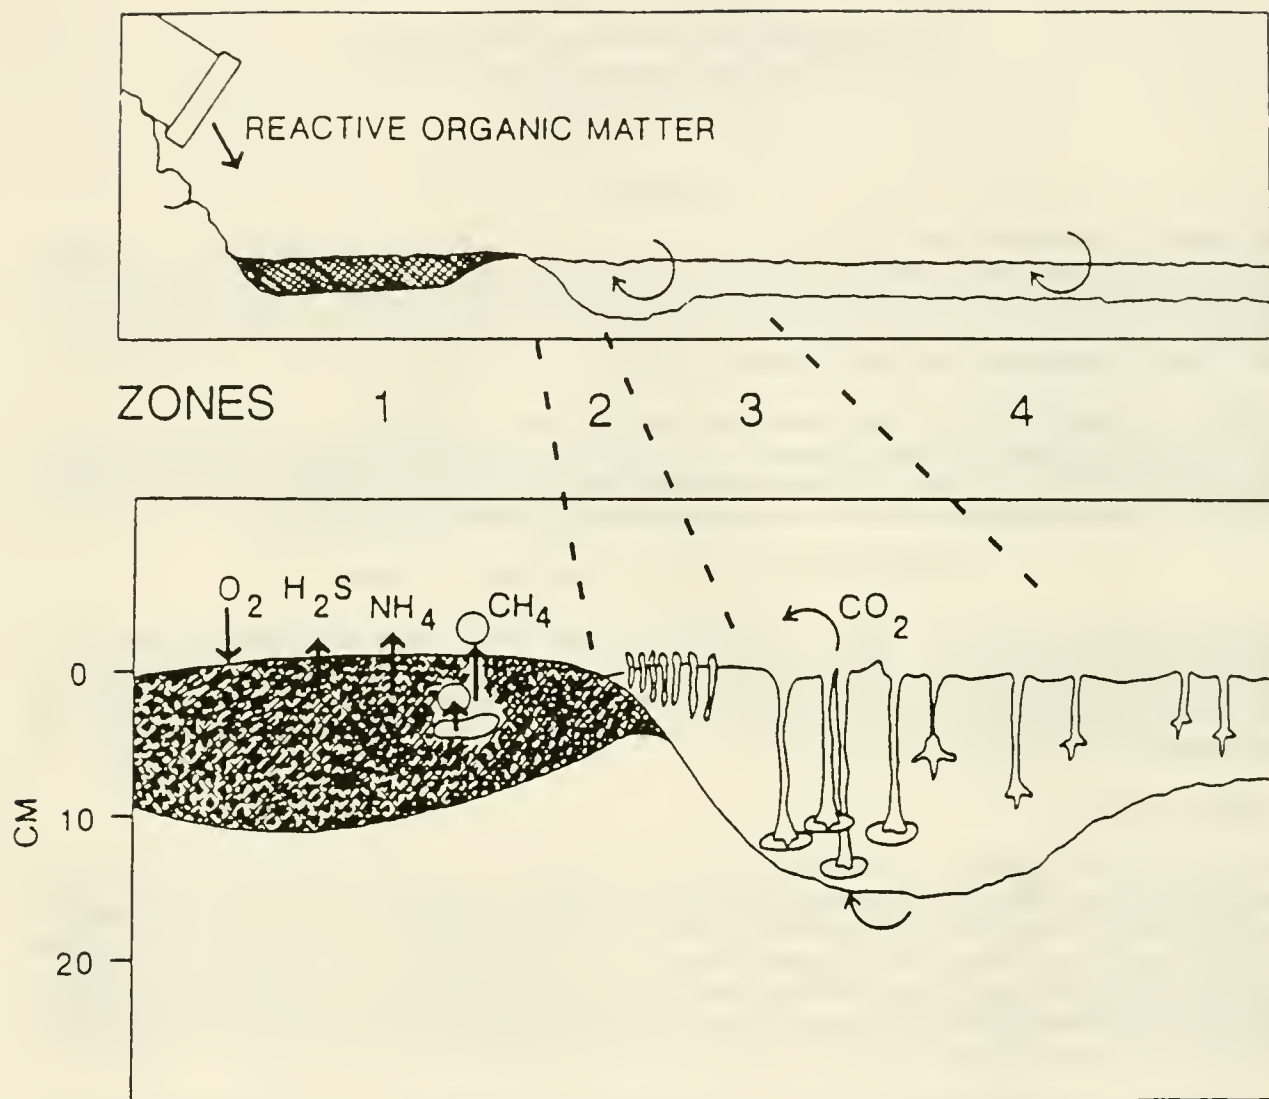 REACTIVE ORGANIC MATTER
ZONES 1 2 3 4
O2 H2S NH4 CH4 CO2
0
10
CM
20